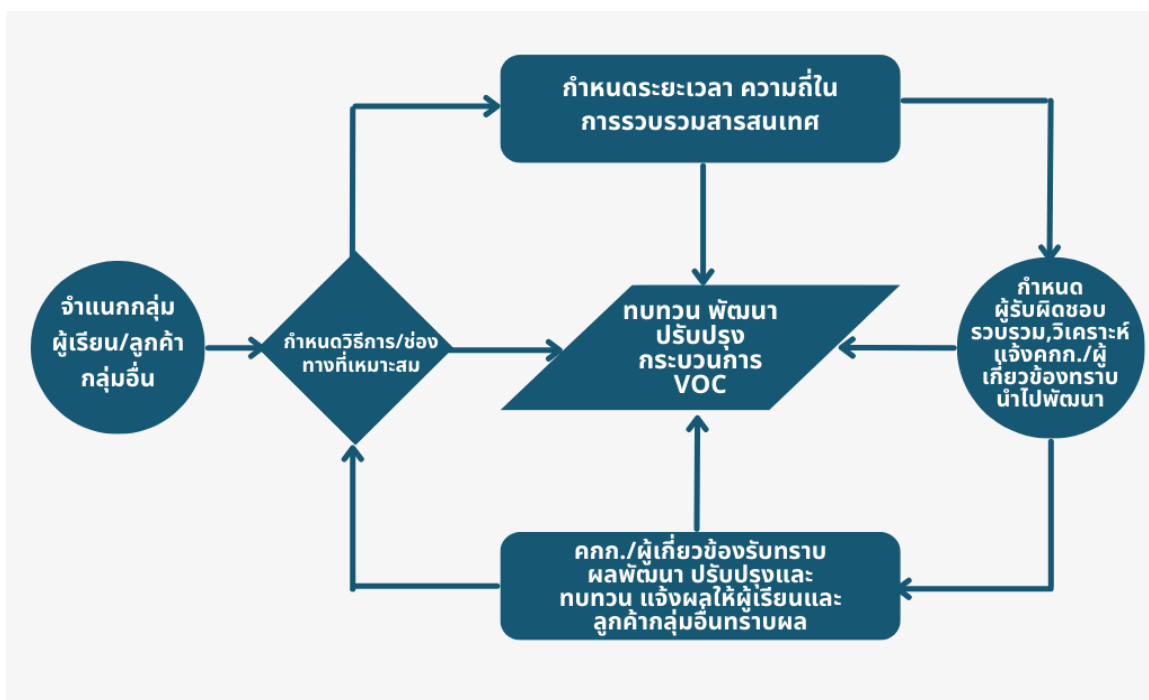 กำหนดระยะเวลา ความถี่ใน
การรวบรวมสารสนเทศ
จำแนกกลุ่ม
ผู้เรียน/ลูกค้า
กลุ่มอื่น
กำหนดวิธีการ/ช่อง
ทางที่เหมาะสม
ทบทวน พัฒนา
ปรับปรุง
กระบวนการ
VOC
กำหนด
ผู้รับผิดชอบ
รวบรวม,วิเคราะห์
แจ้งคกก./ผู้
เกี่ยวข้องทราบ
นำไปพัฒนา
คกก./ผู้เกี่ยวข้องรับทราบ
ผลพัฒนา ปรับปรุงและ
ทบทวน แจ้งผลให้ผู้เรียนและ
ลูกค้ากลุ่มอื่นทราบผล